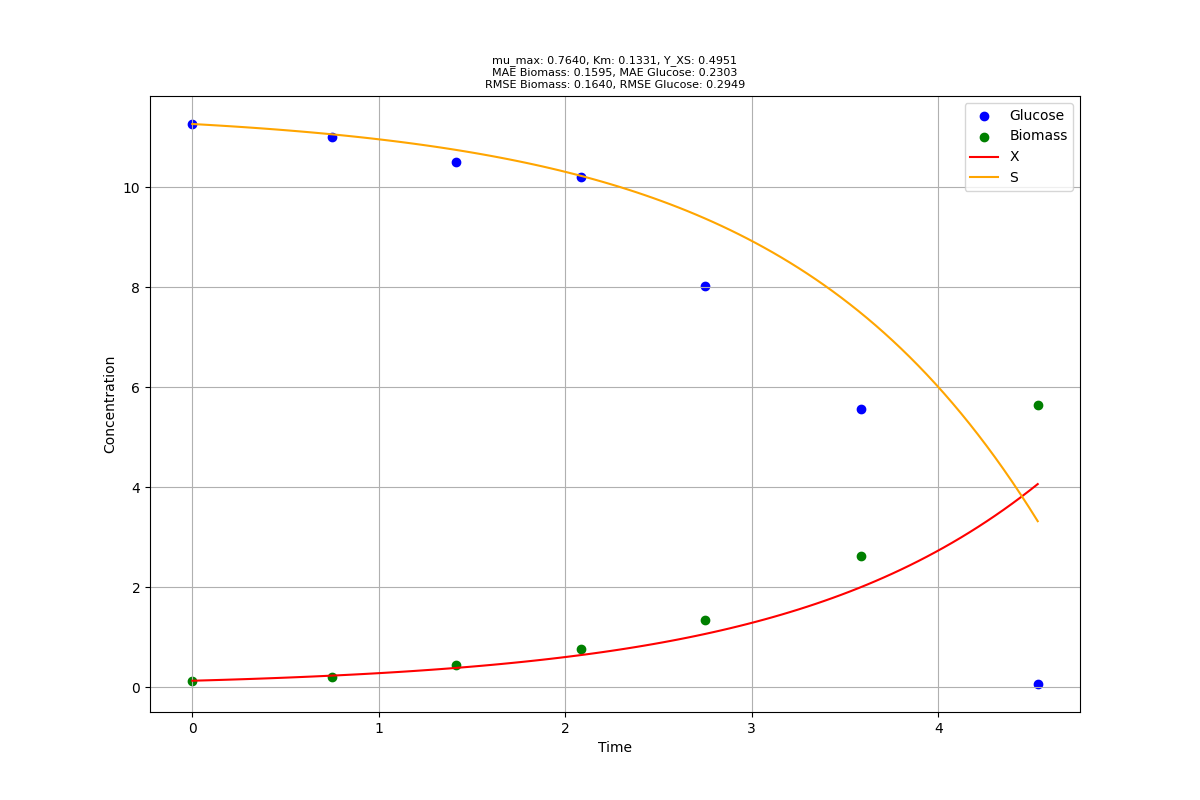 mu_max: 0.7640, Km: 0.1331, Y_XS: 0.4951
MAE Biomass: 0.1595, MAE Glucose: 0.2303
RMSE Biomass: 0.1640, RMSE Glucose: 0.2949
Glucose
Biomass
X
S
10
8
6
4
2
0
Concentration
0 1 2 3 4
Time